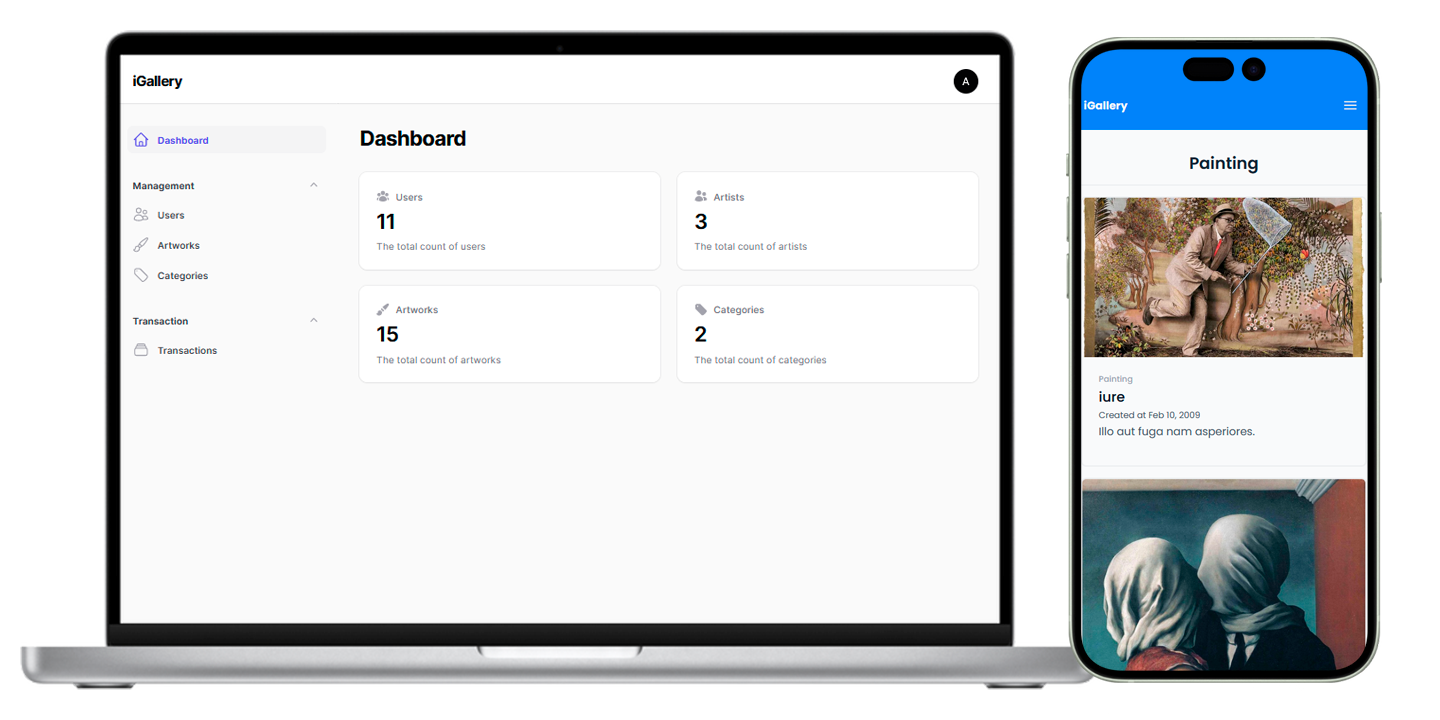 iGallery
A
Dashboard
Management
Users
Artworks
Categories
Transaction
Transactions
Dashboard
Users
11
The total count of users
Artists
3
The total count of artists
Artworks
15
The total count of artworks
Categories
2
The total count of categories
iGallery
Painting
Painting
iure
Created at Feb 10, 2009
Illo aut fuga nam asperiores.